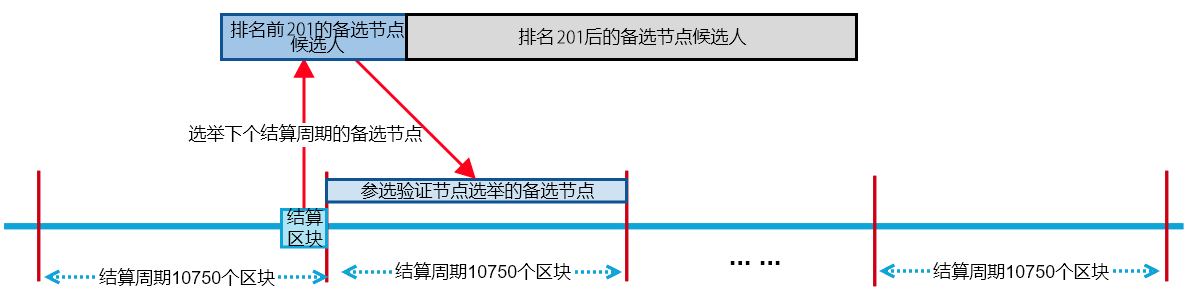 排名前201的备选节点
候选人
排名201后的备选节点候选人
选举下个结算周期的备选节点
参选验证节点选举的备选节点
结算
区块
结算周期10750个区块
结算周期10750个区块
... ...
结算周期10750个区块